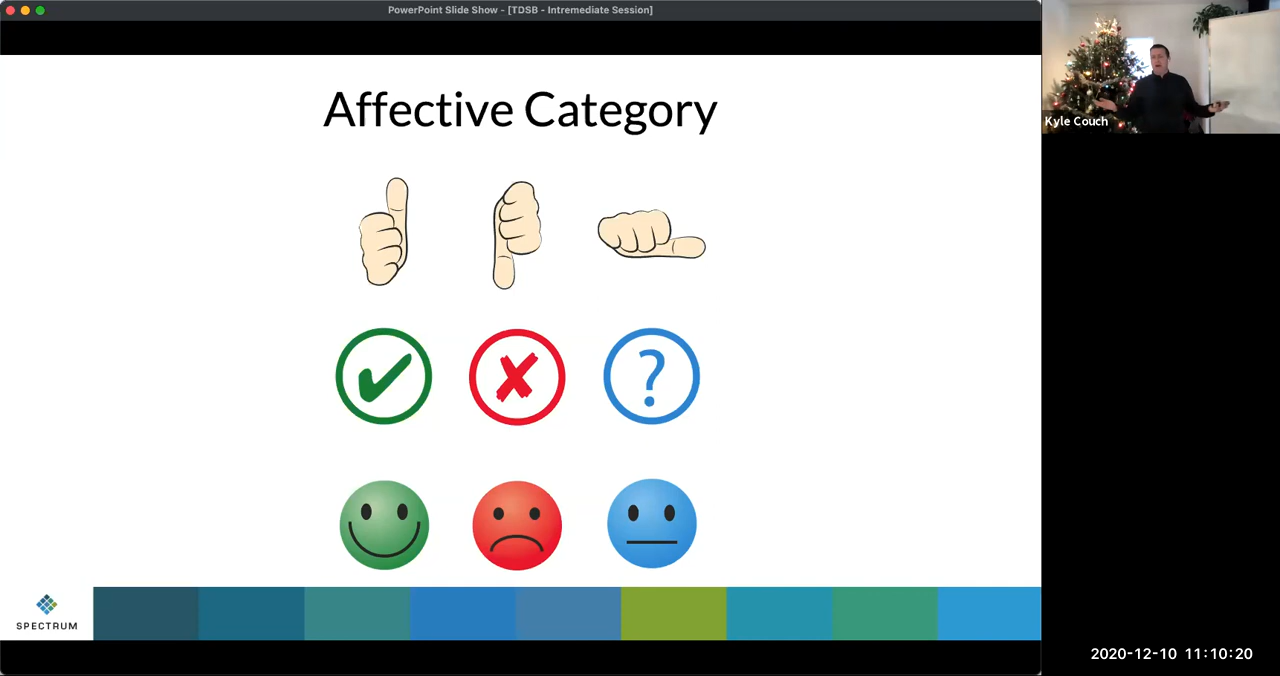 PowerPoint Slide Show - [TDSB - Intremediate Session]
Affective Category
Kyle Couch
?
SPECTRUM
2020-12-10 11:10:20